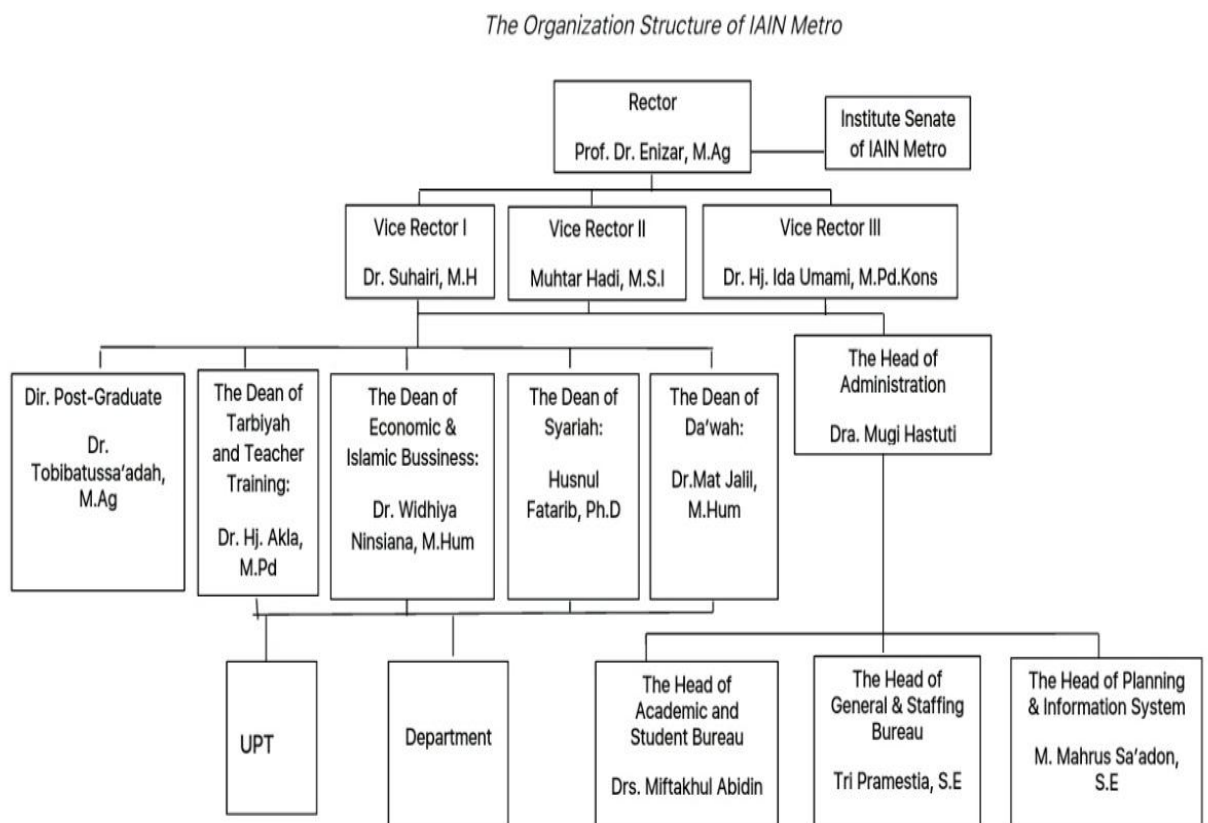 The Organization Structure of IAIN Metro
Rector
Prof. Dr. Enizar, M.Ag
Institute Senate
of IAIN Metro
Vice Rector I
Dr. Suhairi, M.H
Vice Rector II
Muhtar Hadi, M.S.I
Vice Rector III
Dr. Hj. Ida Umami, M.Pd.Kons
Dir. Post-Graduate
Dr.
Tobibatussa'adah,
M.Ag
The Dean of
Tarbiyah
and Teacher
Training:
Dr. Hj. Akla,
M.Pd
The Dean of
Economic &
Islamic Bussiness:
Dr. Widhiya
Ninsiana, M.Hum
The Dean of
Syariah:
Husnul
Fatarib, Ph.D
The Dean of
Da'wah:
Dr.Mat Jalil,
M.Hum
The Head of
Administration
Dra. Mugi Hastuti
UPT
Department
The Head of
Academic and
Student Bureau
Drs. Miftakhul Abidin
The Head of
General & Staffing
Bureau
Tri Pramestia, S.E
The Head of Planning
& Information System
M. Mahrus Sa'adon,
S.E